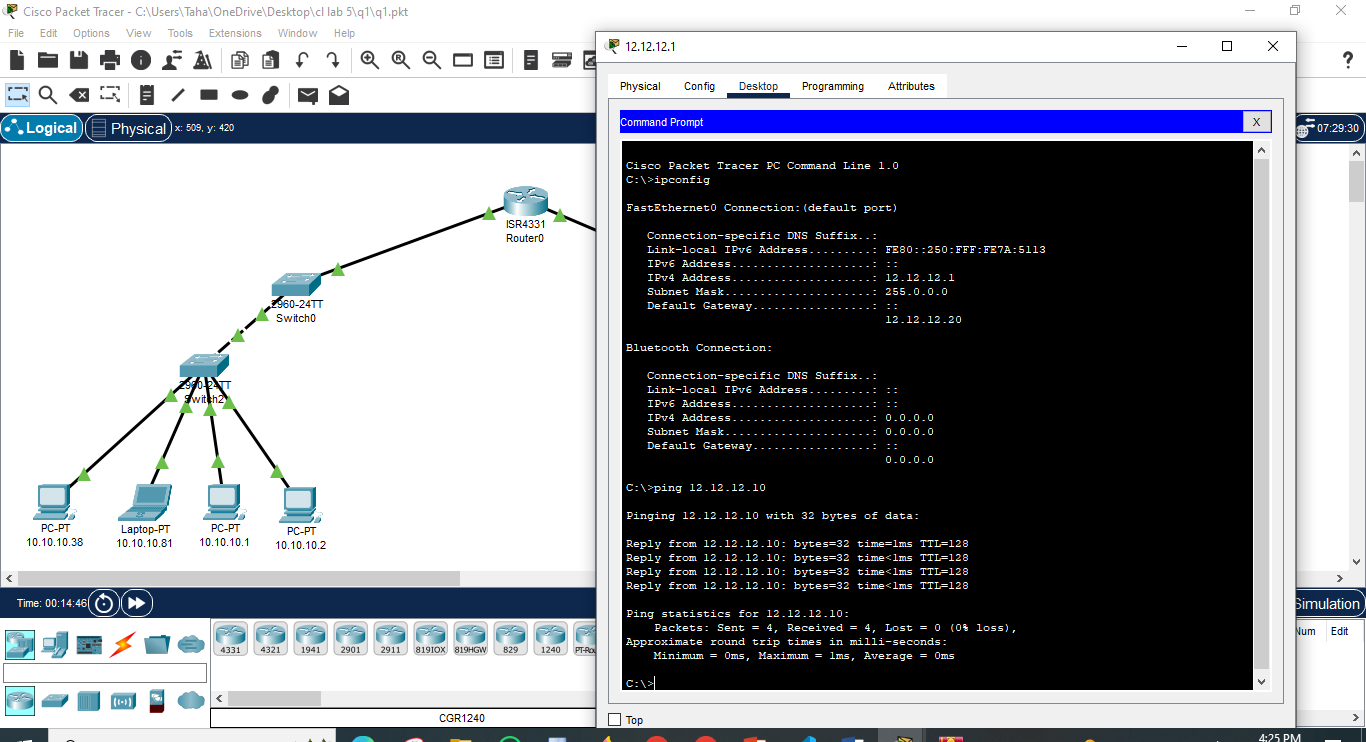 Cisco Packet Tracer - C:\Users\Taha\OneDrive\Desktop\cl lab 5\q1\q1.pkt
File Edit Options View Tools Extensions Window Help
Logical Physical x: 509, y: 420
07:29:30
ISR4331
Router0
2960-24TT
Switch0
2960-24TT
Switch2
PC-PT
10.10.10.38
Laptop-PT
10.10.10.81
PC-PT
10.10.10.1
PC-PT
10.10.10.2
Time: 00:14:46
Simulation
4331 4321 1941 2901 2911 819IOX 819HGW 829 1240
CGR1240
Num Edit
12.12.12.1
Physical Config Desktop Programming Attributes
Command Prompt X
Cisco Packet Tracer PC Command Line 1.0
C:\>ipconfig
FastEthernet0 Connection:(default port)
Connection-specific DNS Suffix..:
Link-local IPv6 Address.........: FE80::250:FFF:FE7A:5113
IPv6 Address....................: ::
IPv4 Address....................: 12.12.12.1
Subnet Mask.....................: 255.0.0.0
Default Gateway.................: ::
12.12.12.20
Bluetooth Connection:
Connection-specific DNS Suffix..:
Link-local IPv6 Address.........: ::
IPv6 Address....................: ::
IPv4 Address....................: 0.0.0.0
Subnet Mask.....................: 0.0.0.0
Default Gateway.................: ::
0.0.0.0
C:\>ping 12.12.12.10
Pinging 12.12.12.10 with 32 bytes of data:
Reply from 12.12.12.10: bytes=32 time=1ms TTL=128
Reply from 12.12.12.10: bytes=32 time<1ms TTL=128
Reply from 12.12.12.10: bytes=32 time<1ms TTL=128
Reply from 12.12.12.10: bytes=32 time<1ms TTL=128
Ping statistics for 12.12.12.10:
Packets: Sent = 4, Received = 4, Lost = 0 (0% loss),
Approximate round trip times in milli-seconds:
Minimum = 0ms, Maximum = 1ms, Average = 0ms
C:\>
Top
4:25 PM